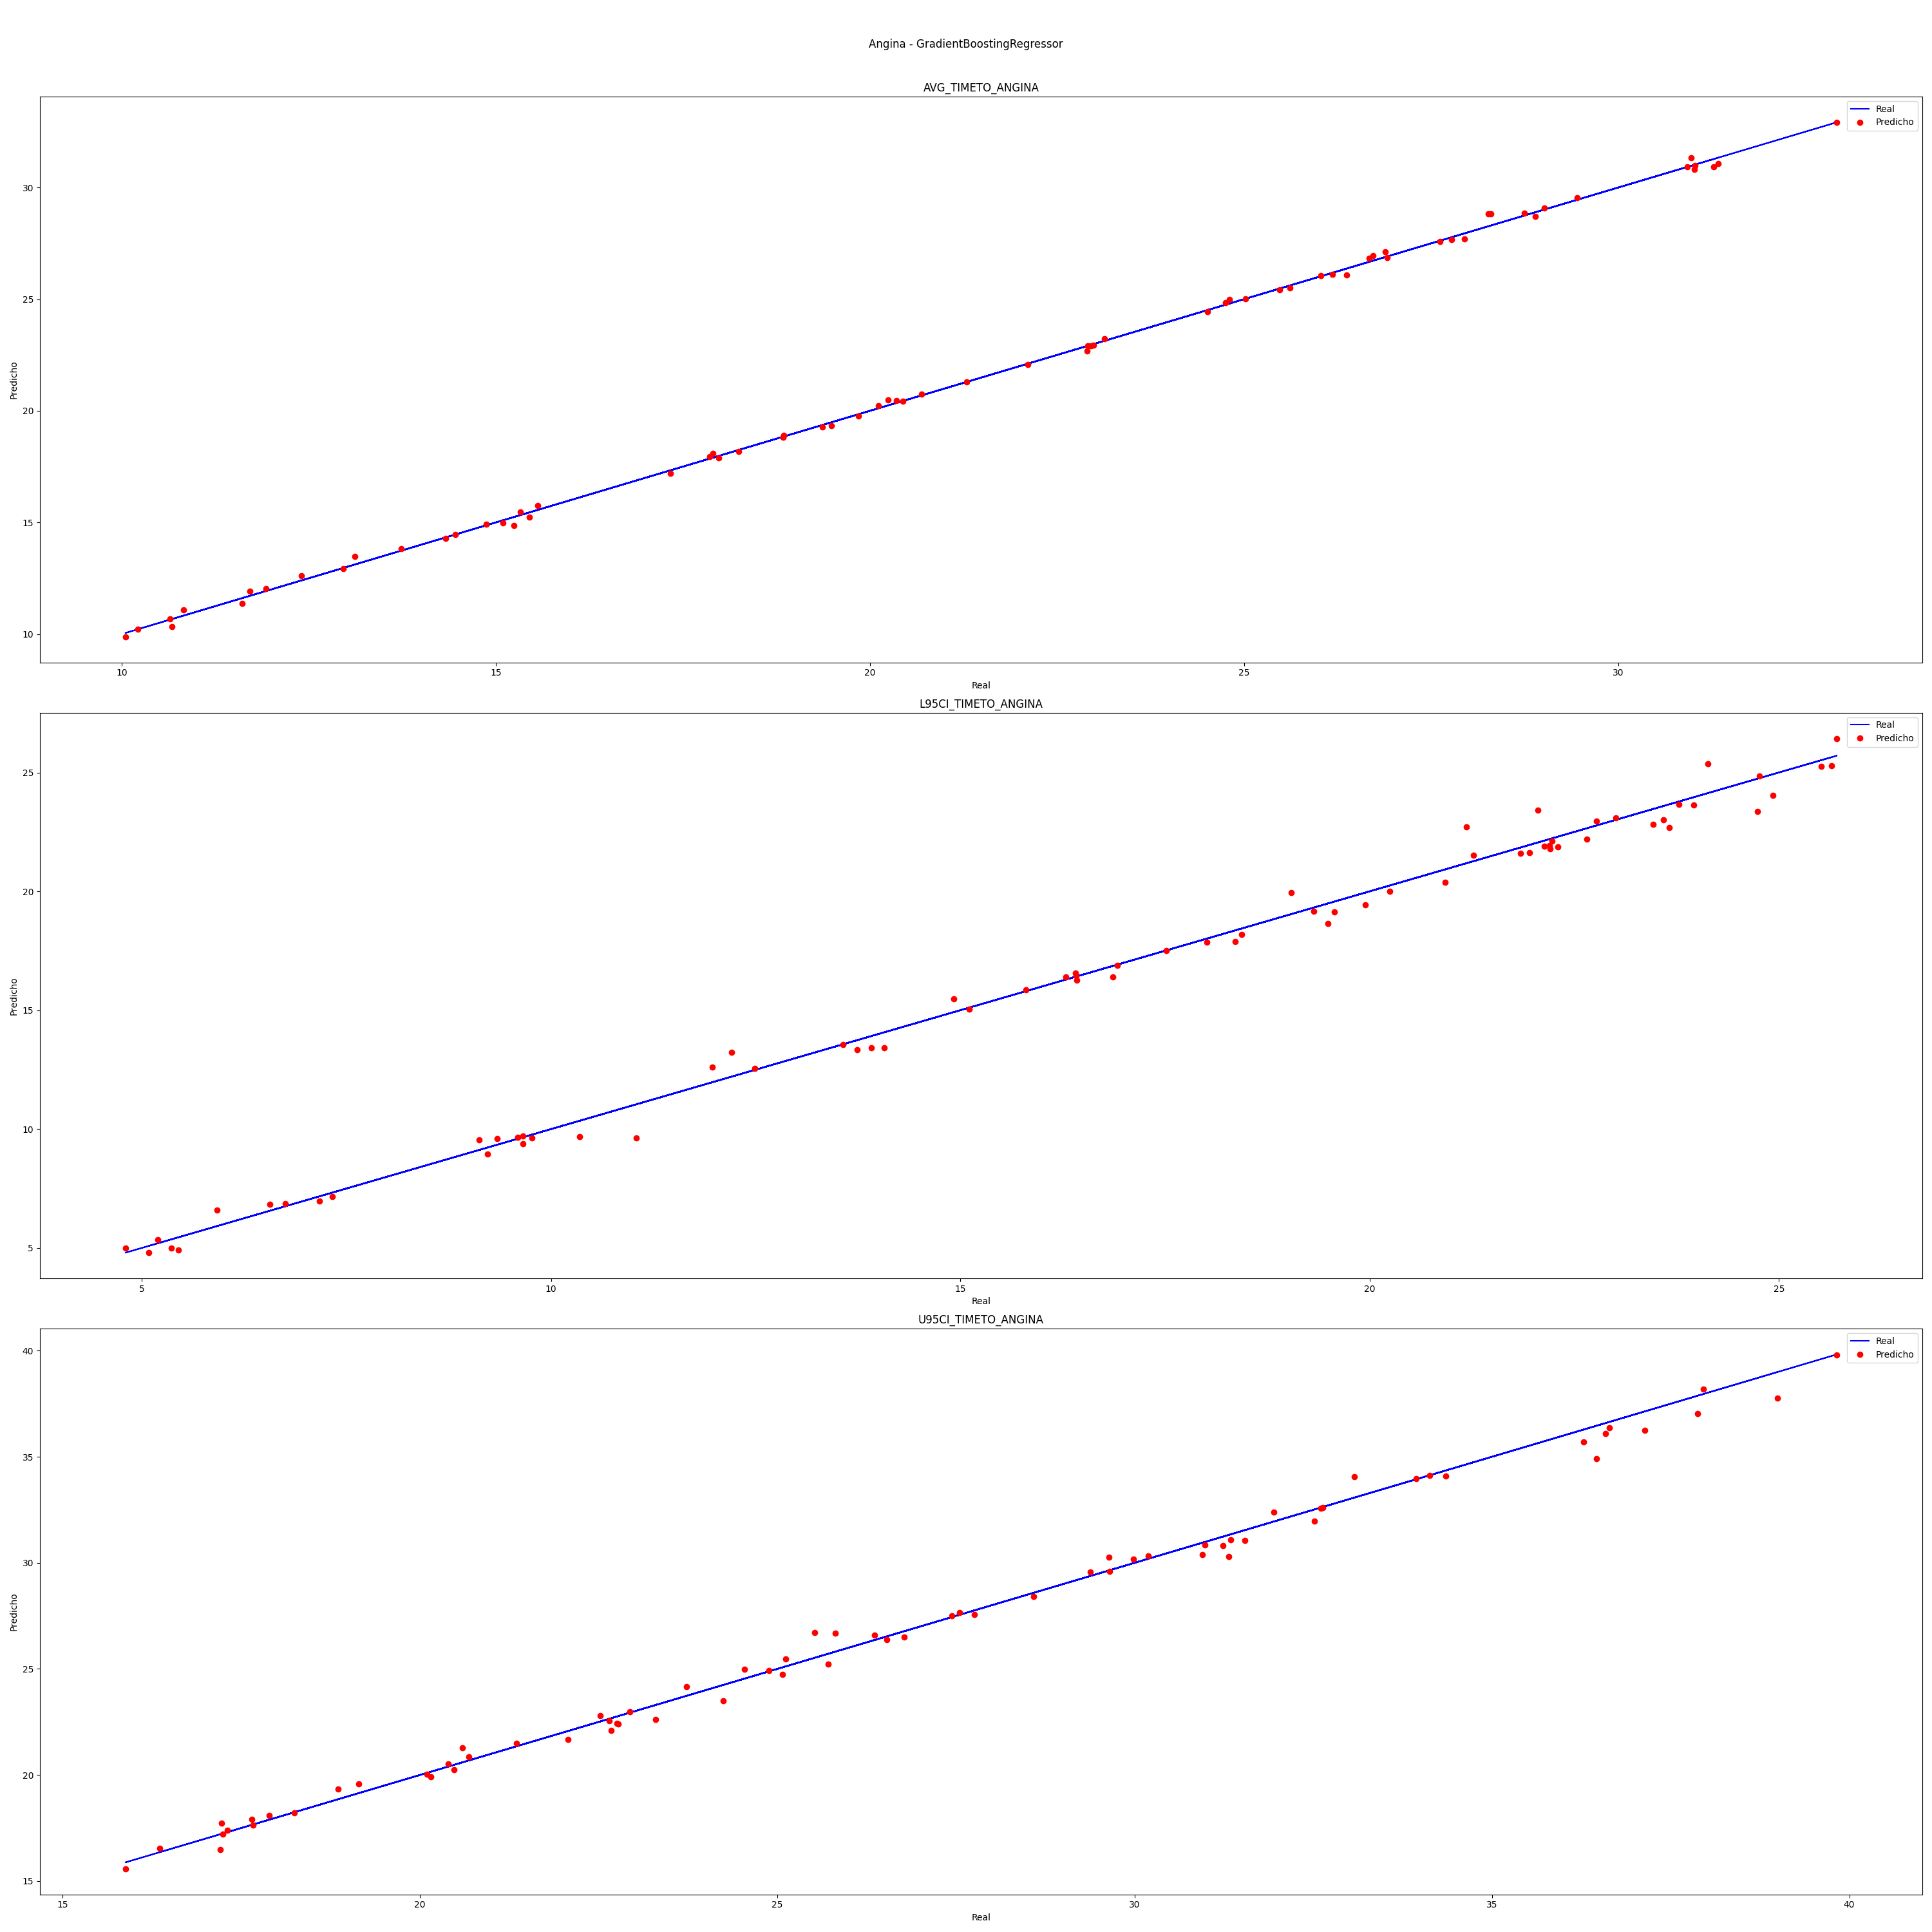 Angina - GradientBoostingRegressor
AVG_TIMETO_ANGINA
Real
Predicho
30
25
20
15
10
Predicho
10 15 20 25 30
Real
L95CI_TIMETO_ANGINA
Real
Predicho
25
20
15
10
5
Predicho
5 10 15 20 25
Real
U95CI_TIMETO_ANGINA
Real
Predicho
40
35
30
25
20
15
Predicho
15 20 25 30 35 40
Real